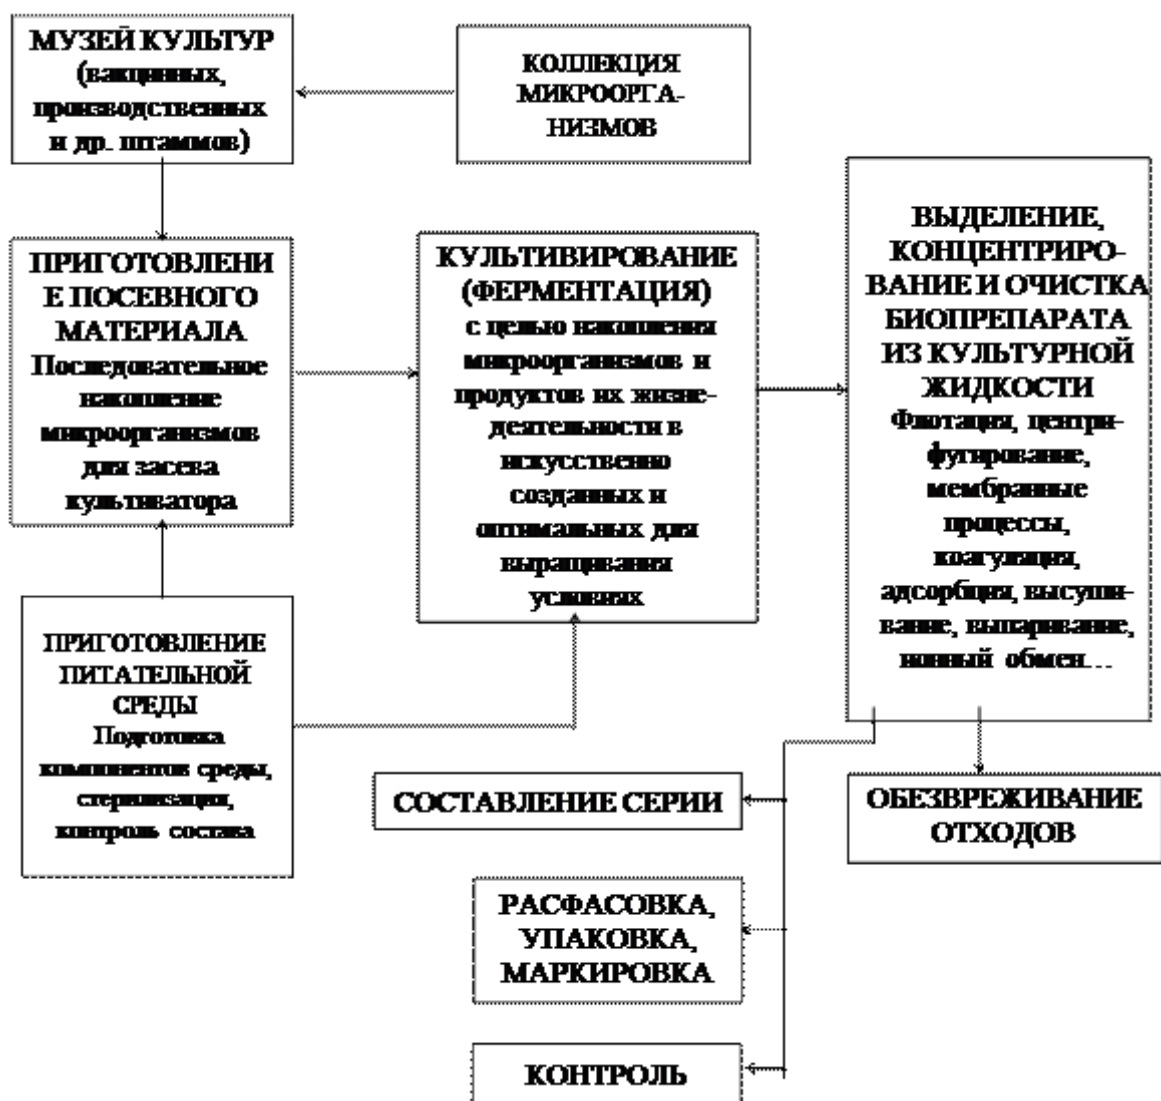 МУЗЕЙ КУЛЬТУР
(вакцинных,
производственных
и др. штаммов)
КОЛЛЕКЦИЯ
МИКРООРГА-
НИЗМОВ
ПРИГОТОВЛЕНИ
Е ПОСЕВНОГО
МАТЕРИАЛА
Последовательное
накопление
микроорганизмов
для засева
культиватора
КУЛЬТИВИРОВАНИЕ
(ФЕРМЕНТАЦИЯ)
с целью накопления
микроорганизмов и
продуктов их жизне-
деятельности в
искусственно
созданных и
оптимальных для
выращивания
условиях
ВЫДЕЛЕНИЕ,
КОНЦЕНТРИРО-
ВАНИЕ И ОЧИСТКА
БИОПРЕПАРАТА
ИЗ КУЛЬТУРНОЙ
ЖИДКОСТИ
Флотация, центри-
фугирование,
мембранные
процессы,
коагуляция,
адсорбция, высуши-
вание, выпаривание,
ионный обмен…
ПРИГОТОВЛЕНИЕ
ПИТАТЕЛЬНОЙ
СРЕДЫ
Подготовка
компонентов среды,
стерилизация,
контроль состава
СОСТАВЛЕНИЕ СЕРИИ
ОБЕЗВРЕЖИВАНИЕ
ОТХОДОВ
РАСФАСОВКА,
УПАКОВКА,
МАРКИРОВКА
КОНТРОЛЬ